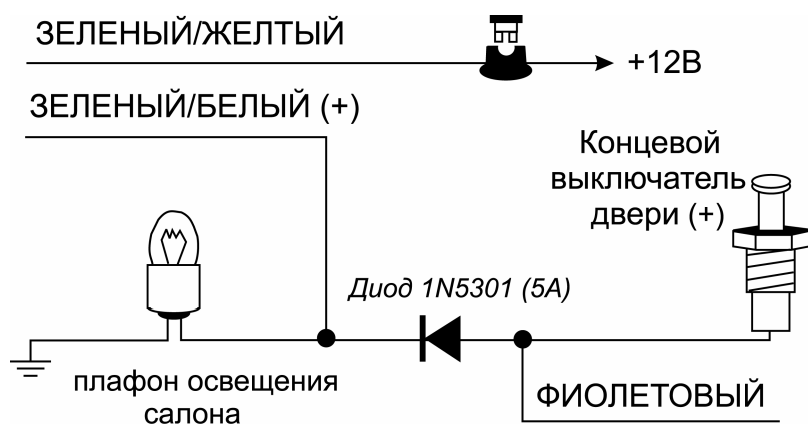 ЗЕЛЕНЫЙ/ЖЕЛТЫЙ
+12В
ЗЕЛЕНЫЙ/БЕЛЫЙ (+)
Концевой
выключатель
двери (+)
Диод 1N5301 (5А)
плафон освещения
салона
ФИОЛЕТОВЫЙ